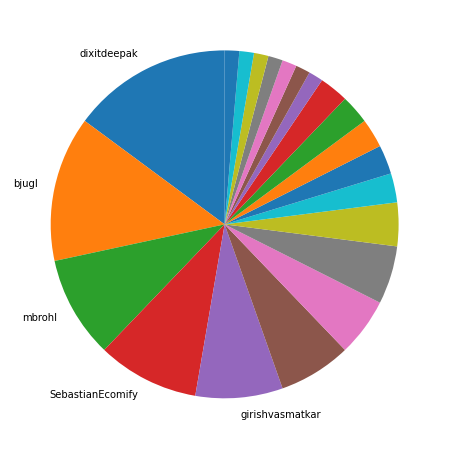 dixitdeepak
bjugl
mbrohl
SebastianEcomify
girishvasmatkar